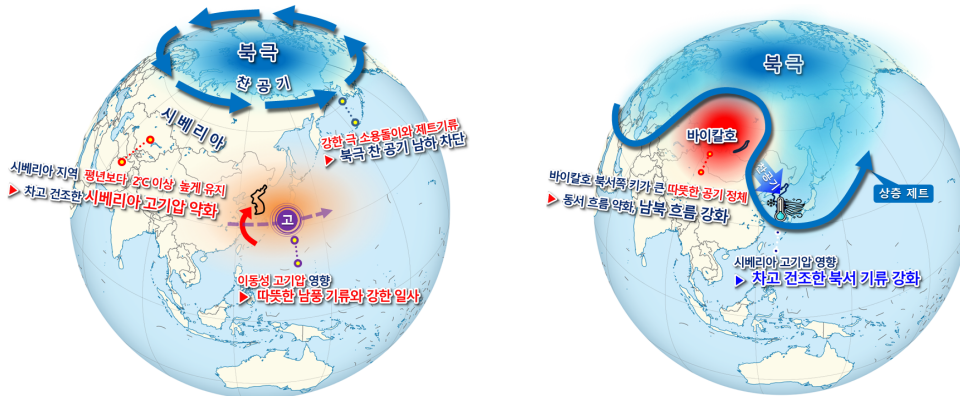 북극
찬공기
시베리아
강한 극 소용돌이와 제트기류
▶ 북극 찬 공기 남하 차단
시베리아 지역 평년보다 2℃ 이상 높게 유지
▶ 차고 건조한 시베리아 고기압 약화
고
이동성 고기압 영향
▶ 따뜻한 남풍 기류와 강한 일사
북극
바이칼호
찬공기
바이칼호 북서쪽 키가 큰 따뜻한 공기 정체
▶ 동서 흐름 약화, 남북 흐름 강화
상층 제트
시베리아 고기압 영향
▶ 차고 건조한 북서 기류 강화